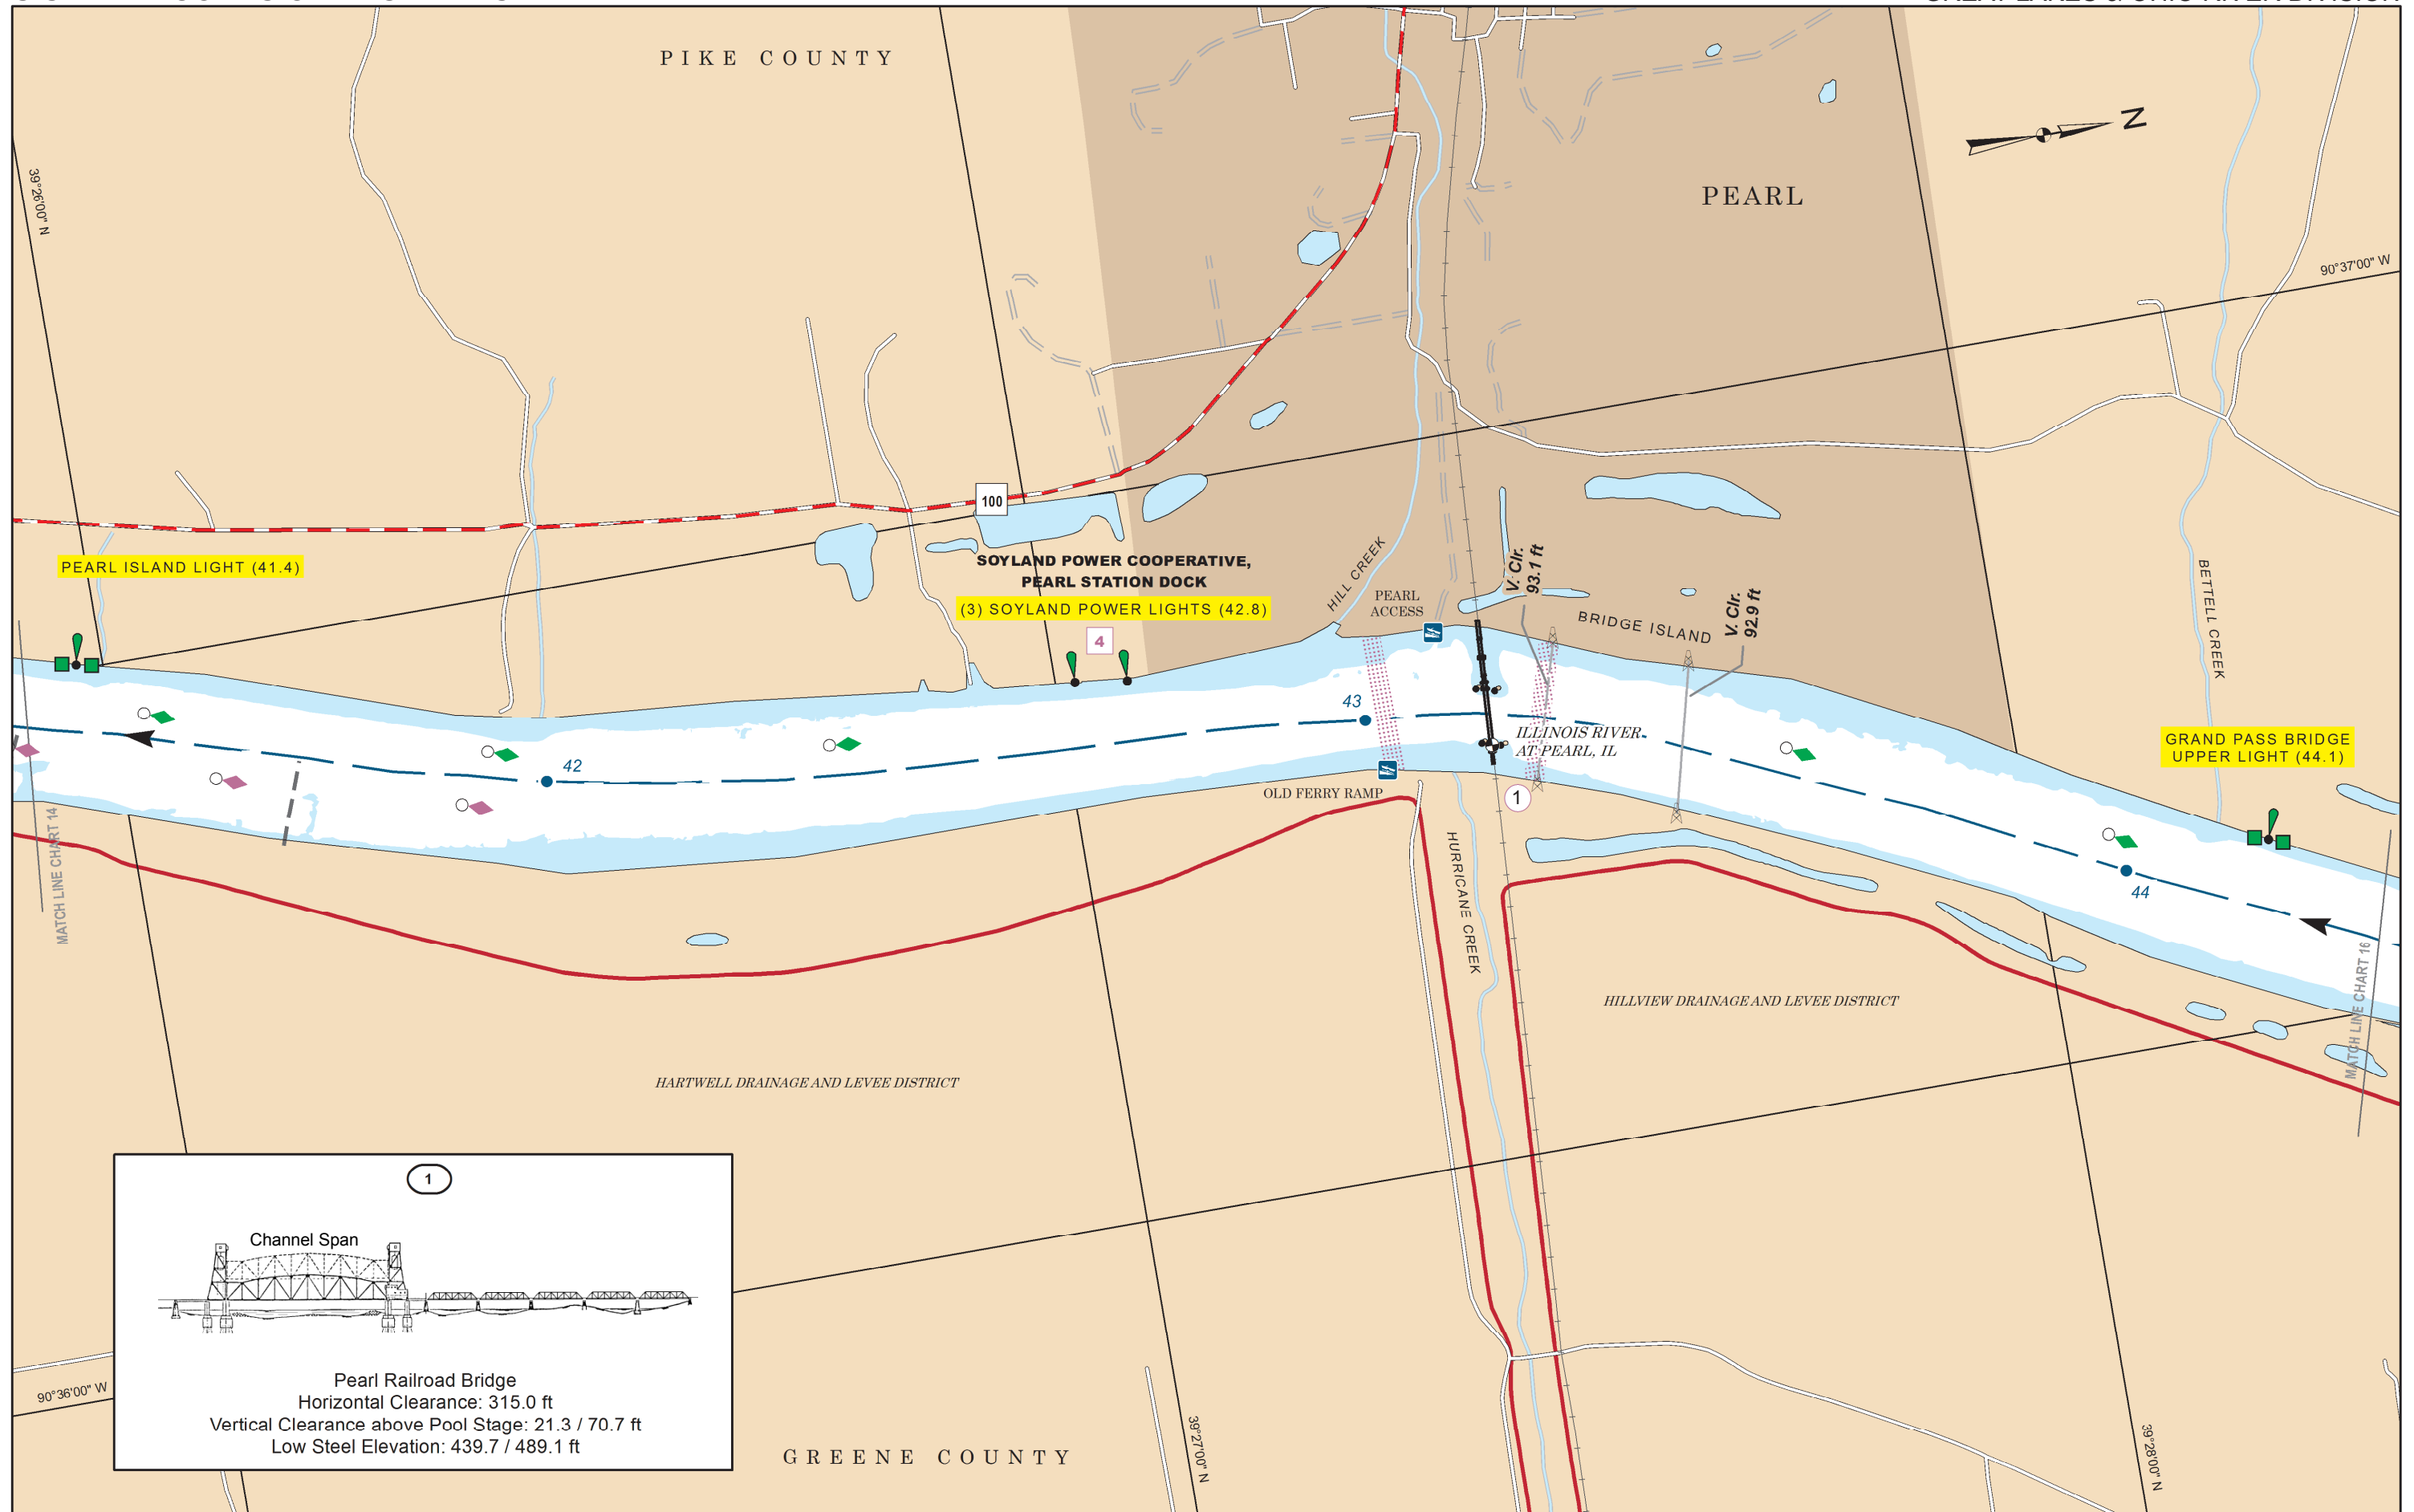 PIKE COUNTY
N
PEARL
39°26'00" N
90°37'00" W
100
PEARL ISLAND LIGHT (41.4)
SOYLAND POWER COOPERATIVE,
PEARL STATION DOCK
(3) SOYLAND POWER LIGHTS (42.8)
4
HILL CREEK
PEARL
ACCESS
V. Clr.
93.1 ft
BRIDGE ISLAND
V. Clr.
92.9 ft
BETTELL CREEK
43
ILLINOIS RIVER
AT PEARL, IL
GRAND PASS BRIDGE
UPPER LIGHT (44.1)
42
OLD FERRY RAMP
1
MATCH LINE CHART 14
HURRICANE CREEK
44
MATCH LINE CHART 16
HILLVIEW DRAINAGE AND LEVEE DISTRICT
HARTWELL DRAINAGE AND LEVEE DISTRICT
1
Channel Span
Pearl Railroad Bridge
Horizontal Clearance: 315.0 ft
Vertical Clearance above Pool Stage: 21.3 / 70.7 ft
Low Steel Elevation: 439.7 / 489.1 ft
90°36'00" W
GREENE COUNTY
39°27'00" N
39°28'00" N